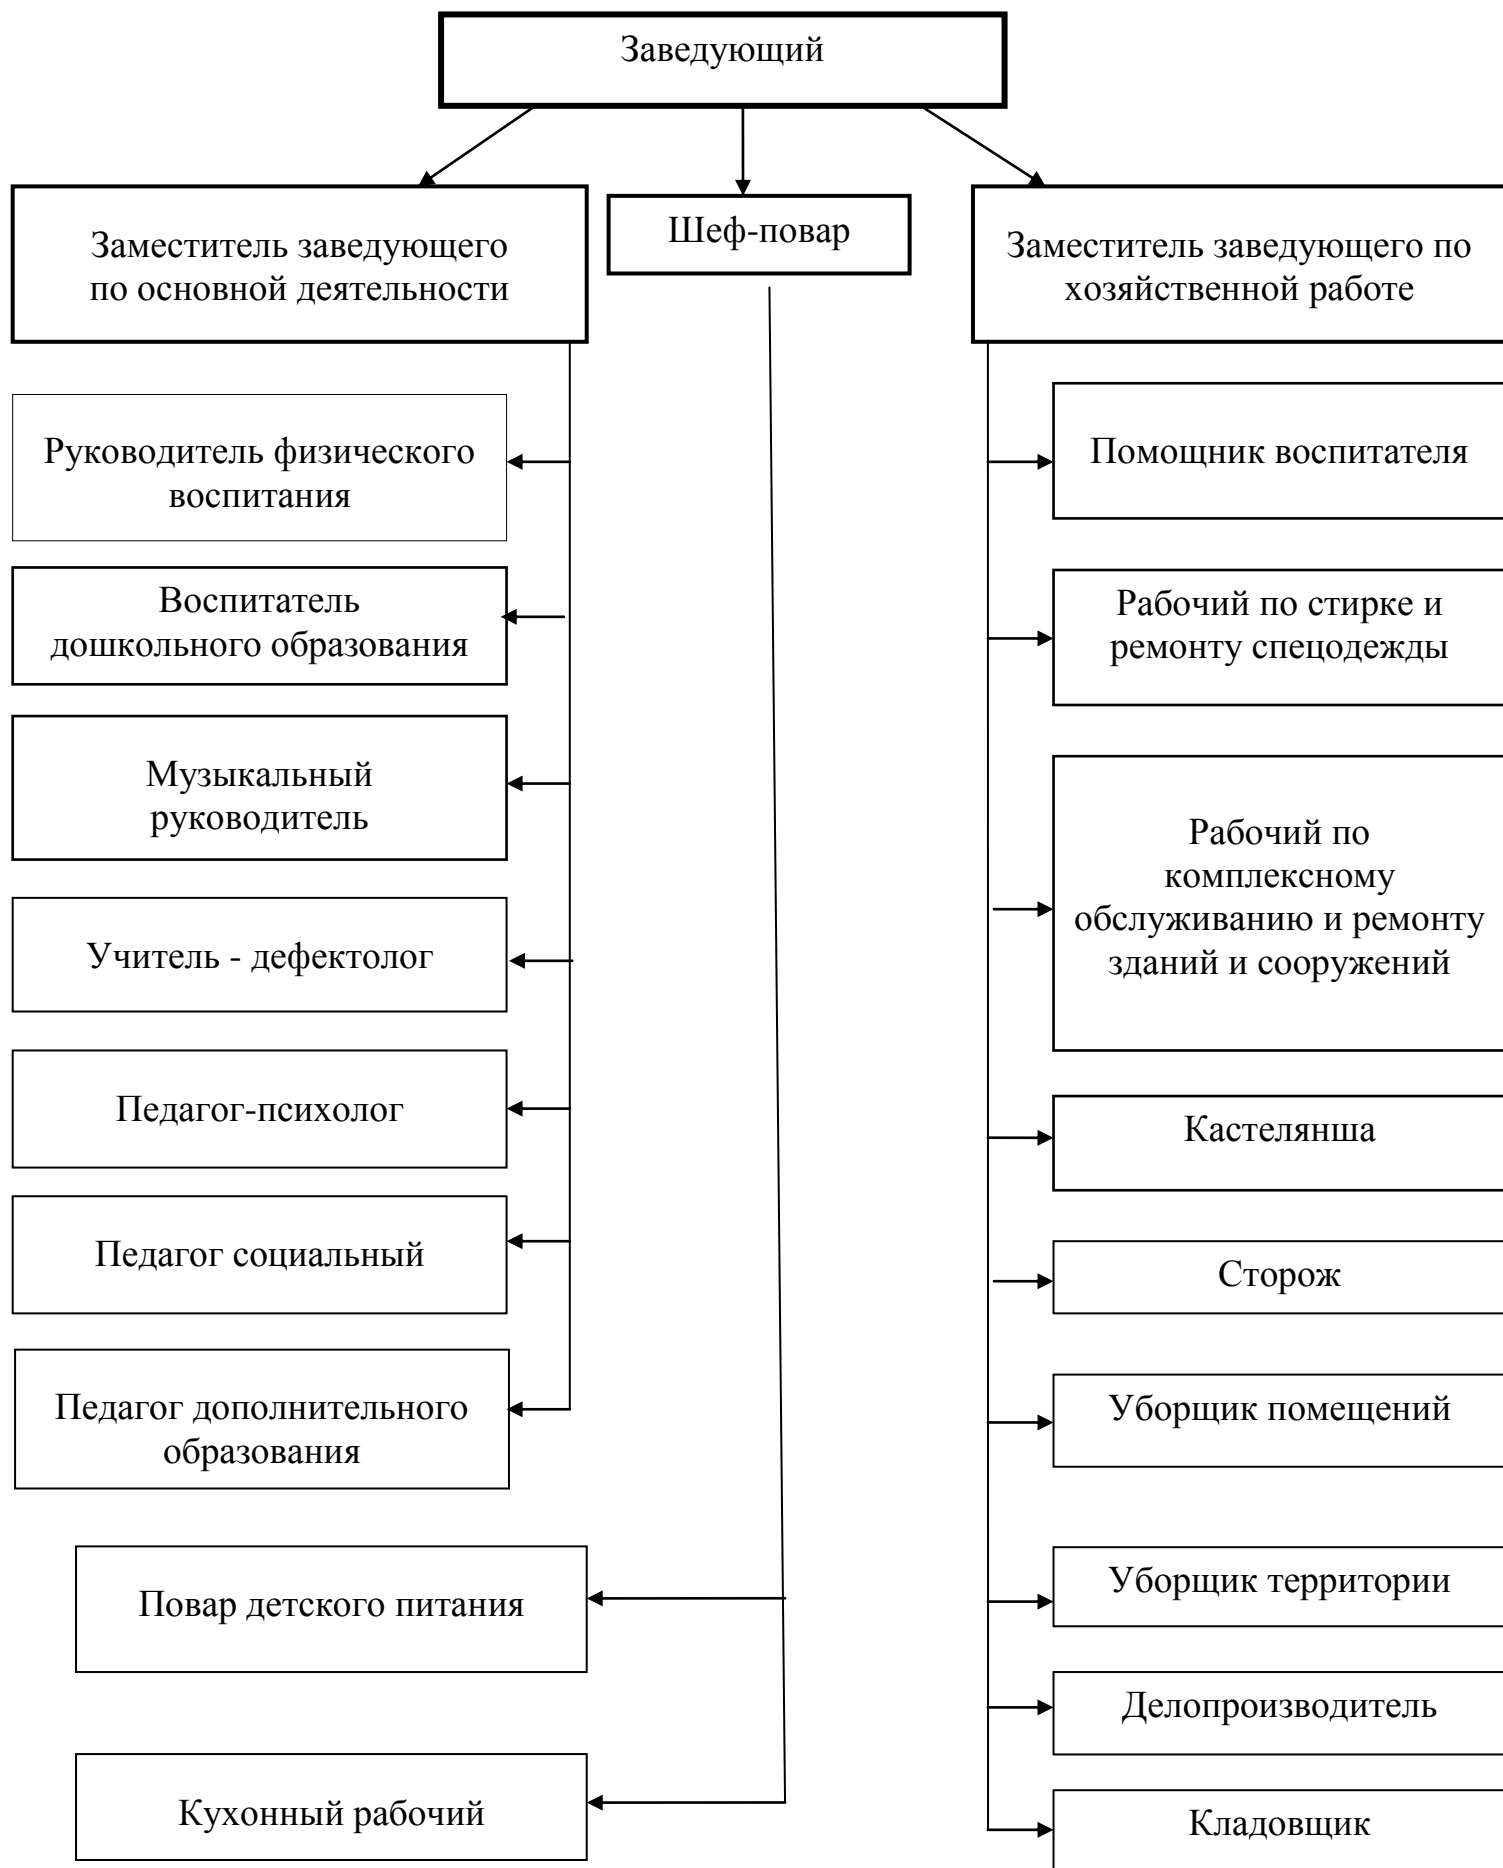 Заведующий
Заместитель заведующего
по основной деятельности
Шеф-повар
Заместитель заведующего по
хозяйственной работе
Руководитель физического
воспитания
Воспитатель
дошкольного образования
Музыкальный
руководитель
Учитель - дефектолог
Педагог-психолог
Педагог социальный
Педагог дополнительного
образования
Повар детского питания
Кухонный рабочий
Помощник воспитателя
Рабочий по стирке и
ремонту спецодежды
Рабочий по
комплексному
обслуживанию и ремонту
зданий и сооружений
Кастелянша
Сторож
Уборщик помещений
Уборщик территории
Делопроизводитель
Кладовщик